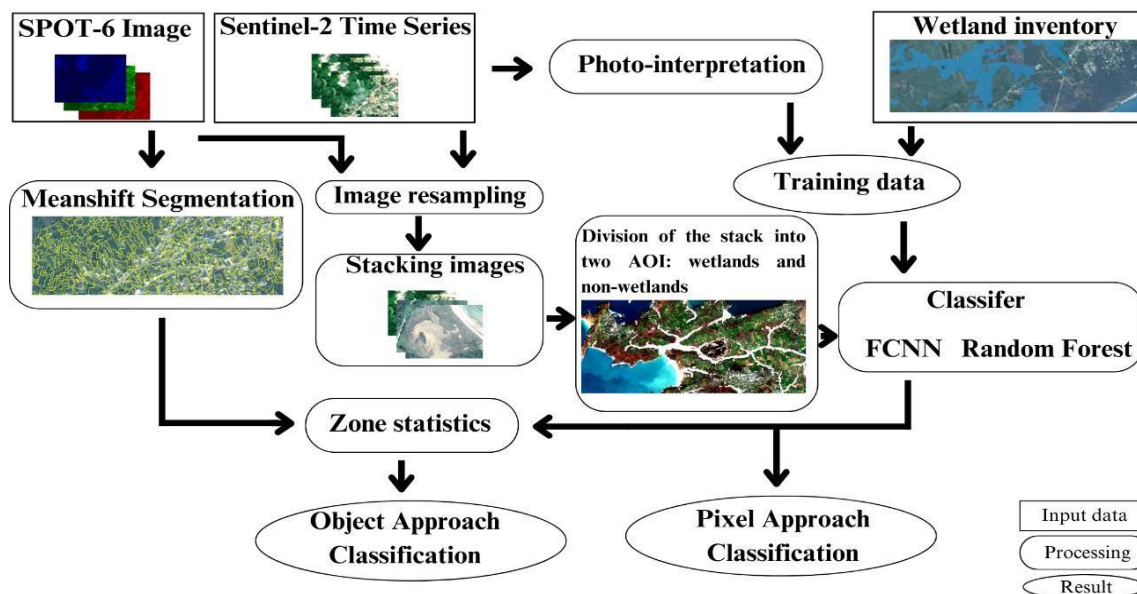 SPOT-6 Image
Sentinel-2 Time Series
Photo-interpretation
Wetland inventory
Meanshift Segmentation
Image resampling
Training data
Stacking images
Division of the stack into
two AOI: wetlands and
non-wetlands
Classifer
FCNN Random Forest
Zone statistics
Object Approach
Classification
Pixel Approach
Classification
Input data
Processing
Result